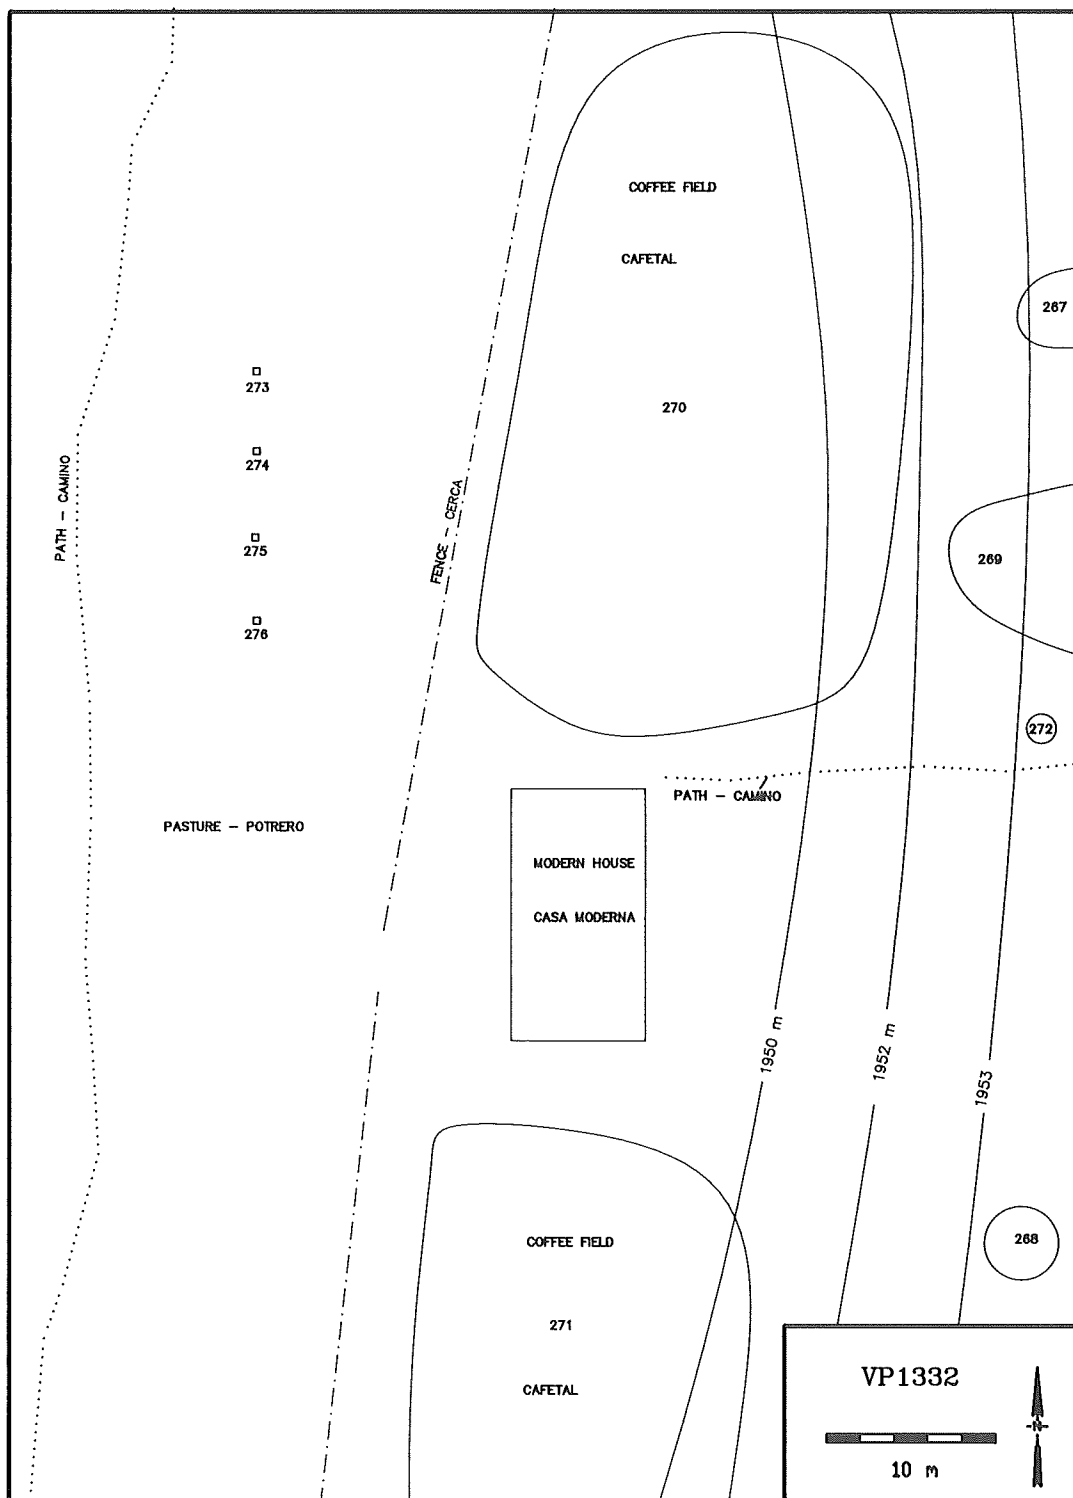 COFFEE FIELD
CAFETAL
267
273
270
274
PATH - CAMINO
FENCE - CERCA
275
269
276
272
PATH - CAMINO
PASTURE - POTRERO
MODERN HOUSE
CASA MODERNA
1950 m
1952 m
1953
COFFEE FIELD
268
271
CAFETAL
VP1332
-N-
10 m